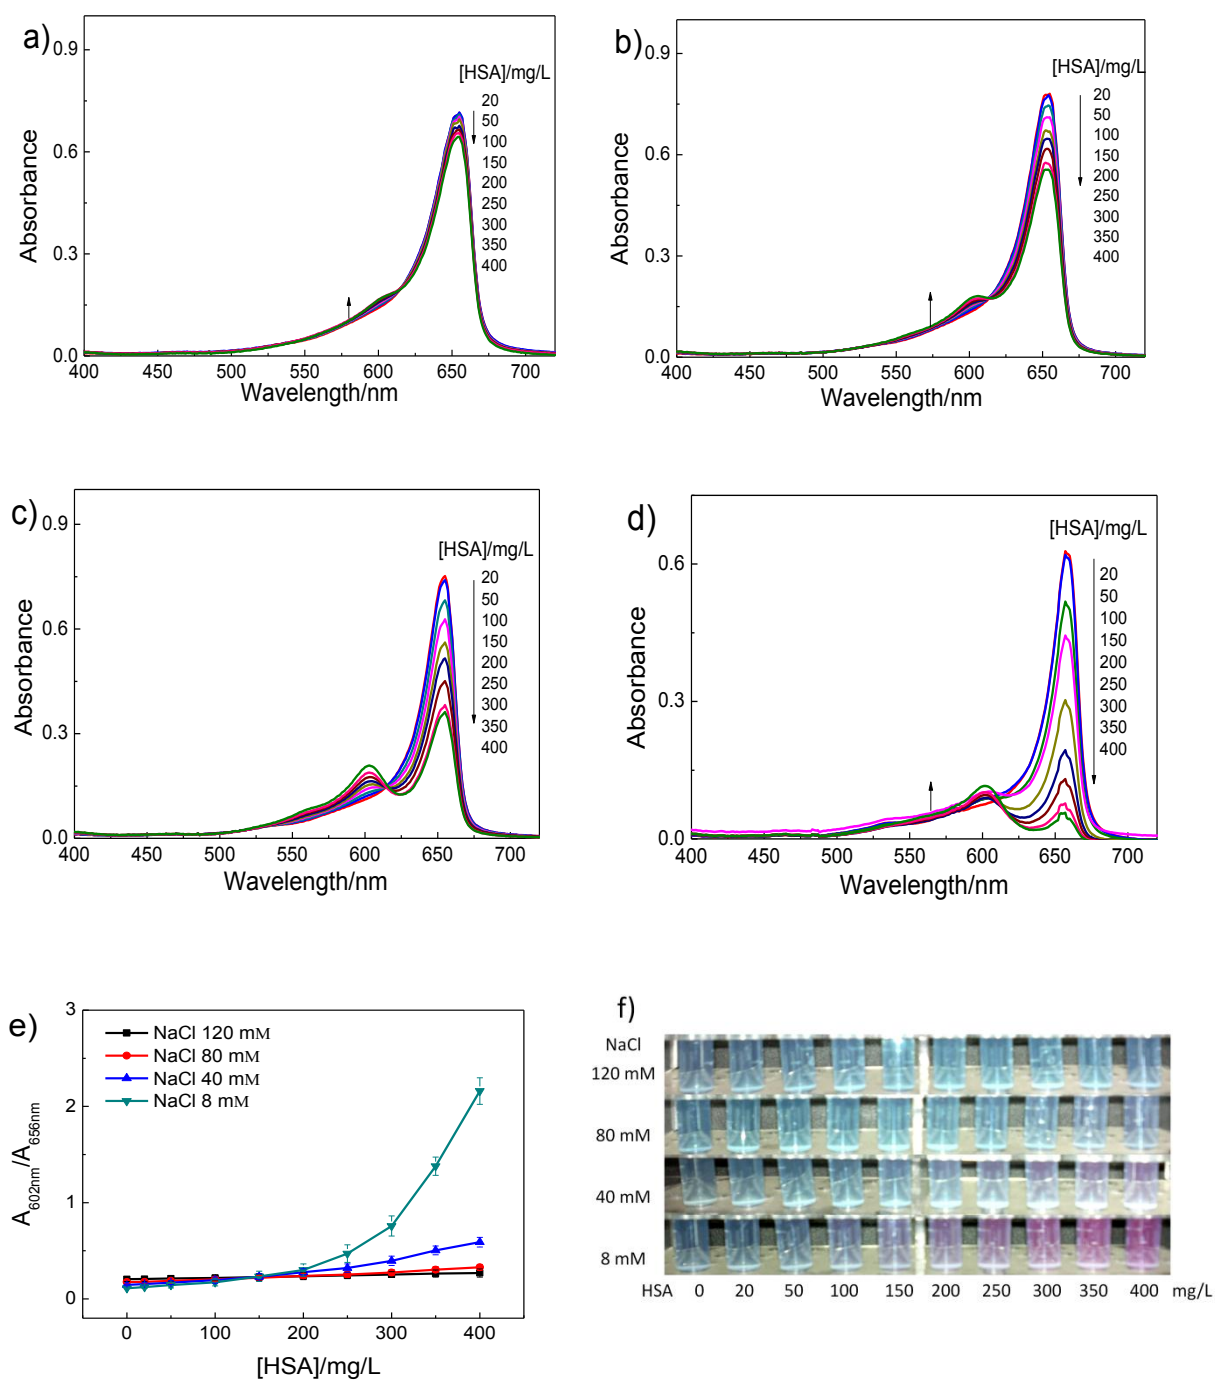 a)
[HSA]/mg/L
20
50
100
150
200
250
300
350
400
0.9
0.6
0.3
0.0
Absorbance
400 450 500 550 600 650 700
Wavelength/nm
b)
[HSA]/mg/L
20
50
100
150
200
250
300
350
400
0.9
0.6
0.3
0.0
Absorbance
400 450 500 550 600 650 700
Wavelength/nm
c)
[HSA]/mg/L
20
50
100
150
200
250
300
350
400
0.9
0.6
0.3
0.0
Absorbance
400 450 500 550 600 650 700
Wavelength/nm
d)
[HSA]/mg/L
20
50
100
150
200
250
300
350
400
0.6
0.3
0.0
Absorbance
400 450 500 550 600 650 700
Wavelength/nm
e)
NaCl 120 mM
NaCl 80 mM
NaCl 40 mM
NaCl 8 mM
3
2
1
0
A602nm/A656nm
0 100 200 300 400
[HSA]/mg/L
f)
NaCl
120 mM
80 mM
40 mM
8 mM
HSA 0 20 50 100 150 200 250 300 350 400 mg/L